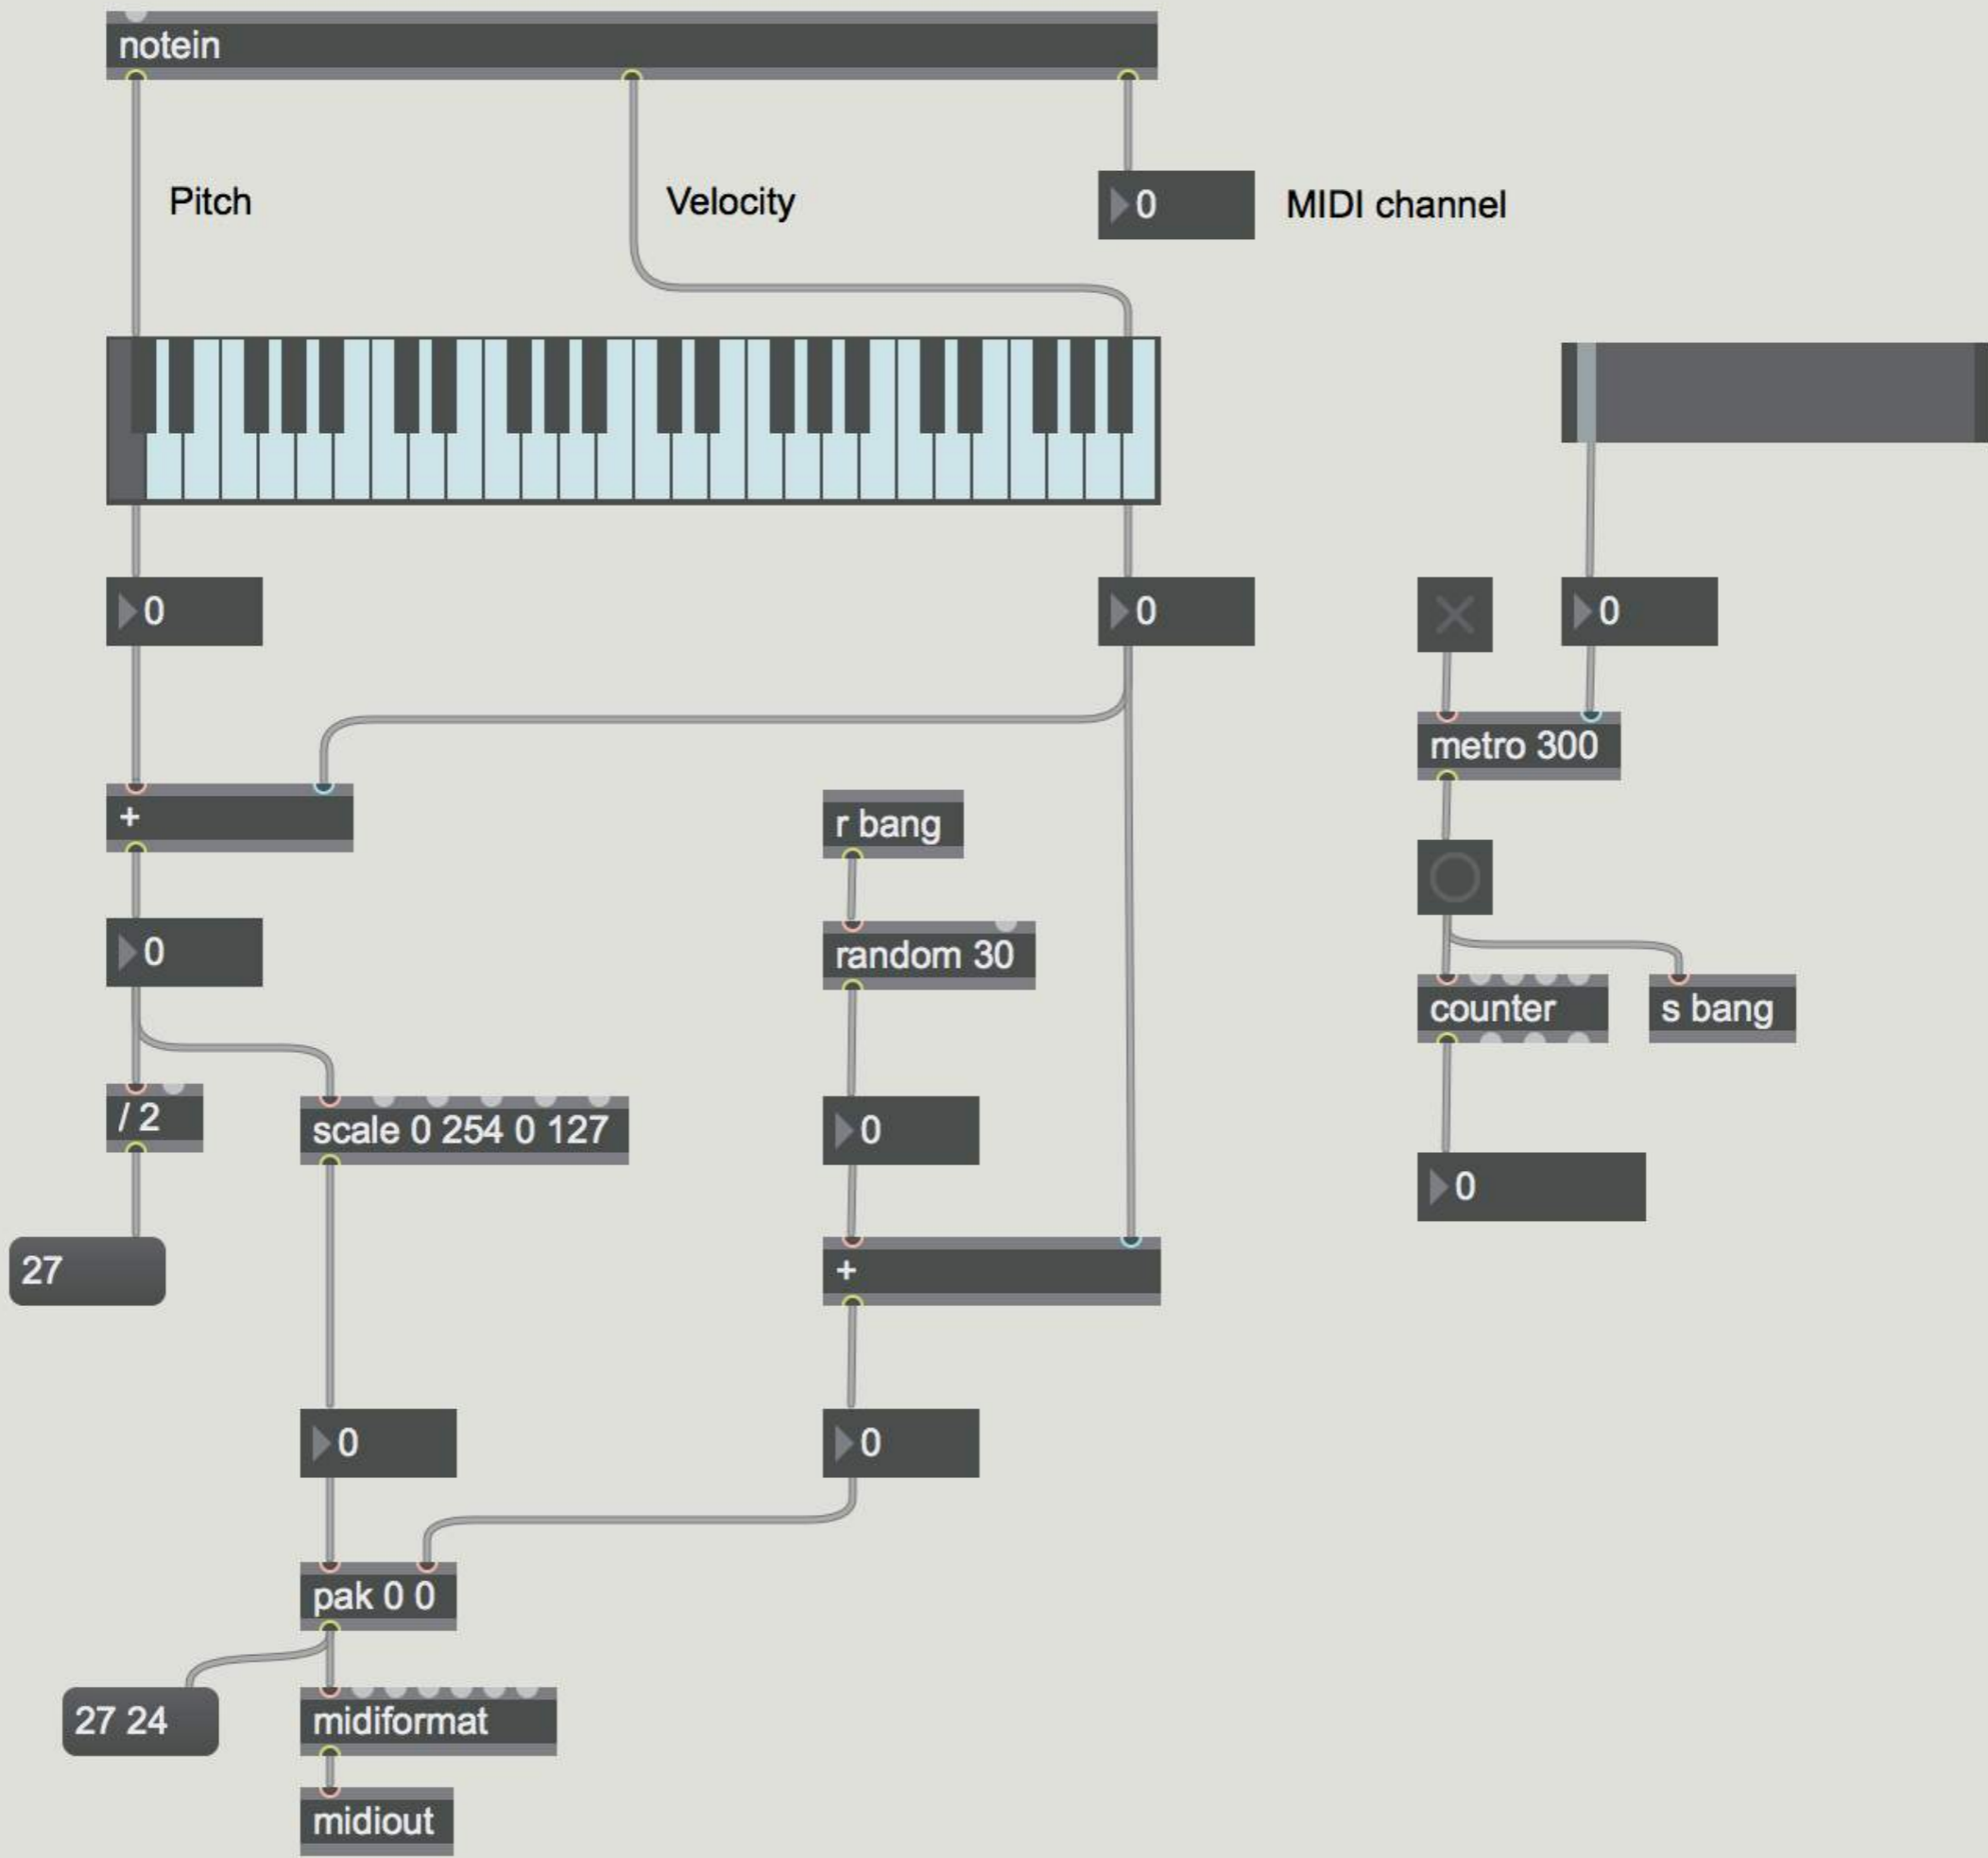 notein
Pitch
Velocity
0
MIDI channel
0
0
0
metro 300
+
r bang
0
random 30
counter
s bang
/ 2
scale 0 254 0 127
0
0
27
+
0
0
pak 0 0
27 24
midiformat
midiout